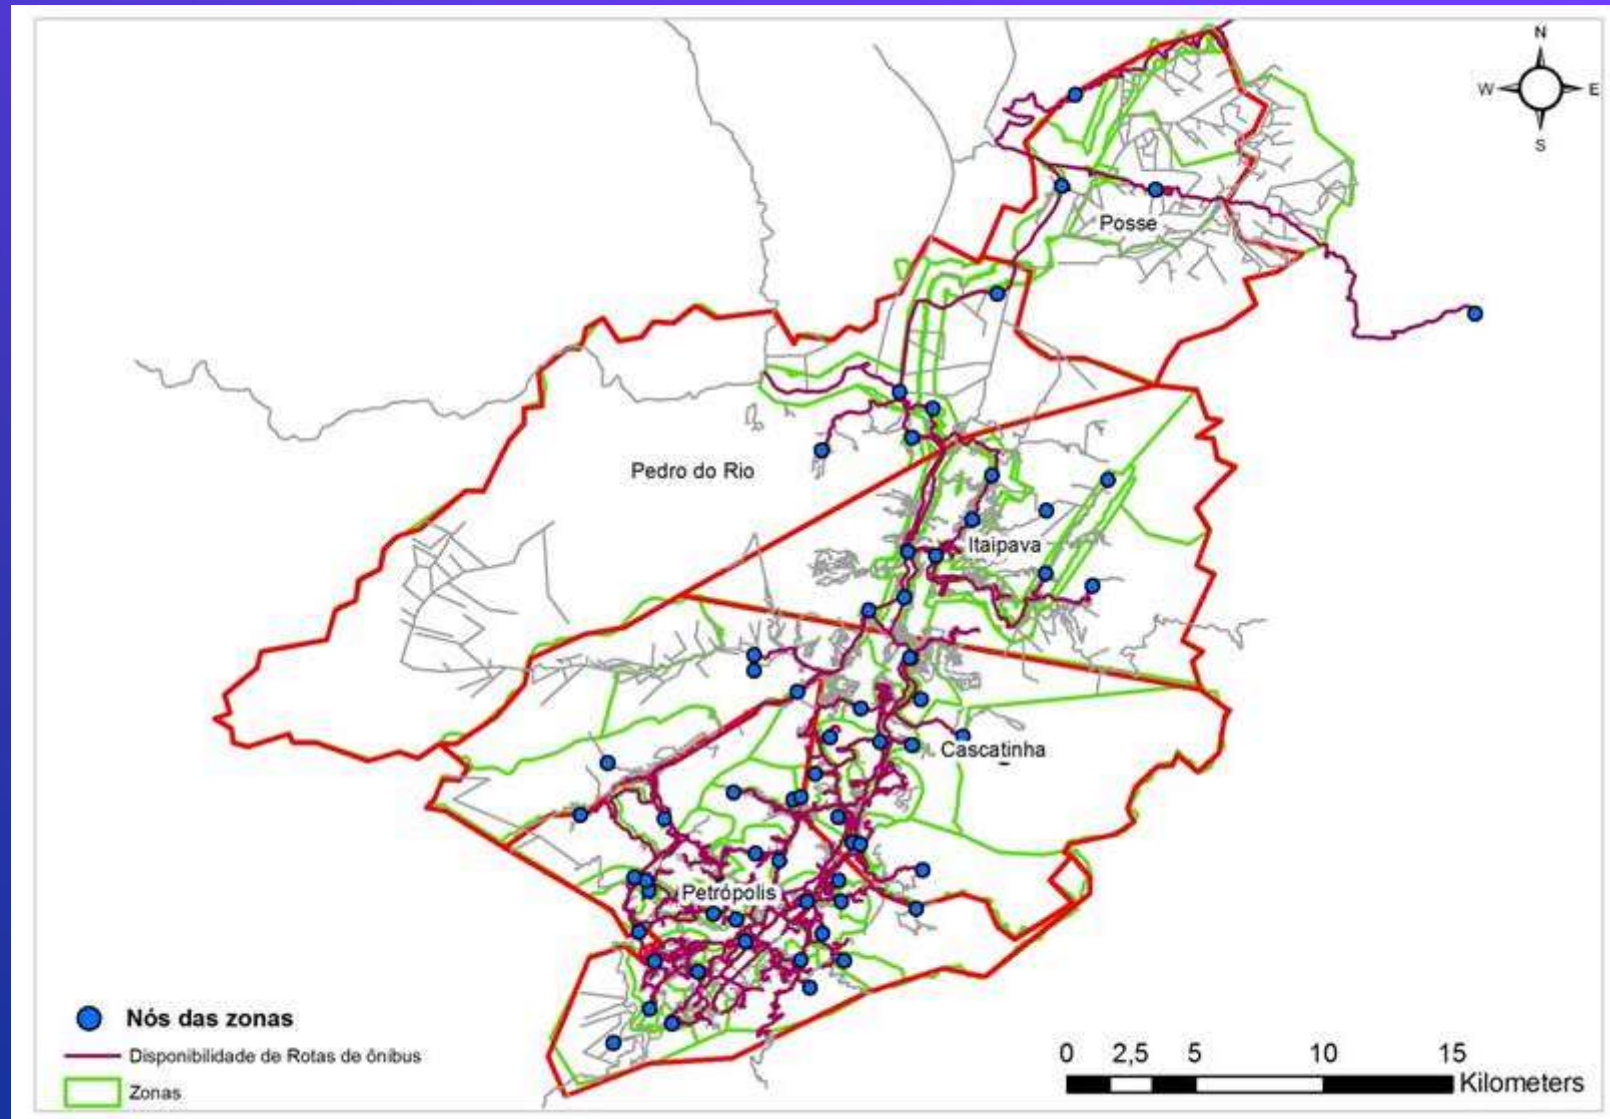 N
W E
S
Posse
Pedro do Rio
Itaipava
Cascatinha
Petrópolis
Nós das zonas
Disponibilidade de Rotas de ônibus
Zonas
0 2,5 5 10 15
Kilometers